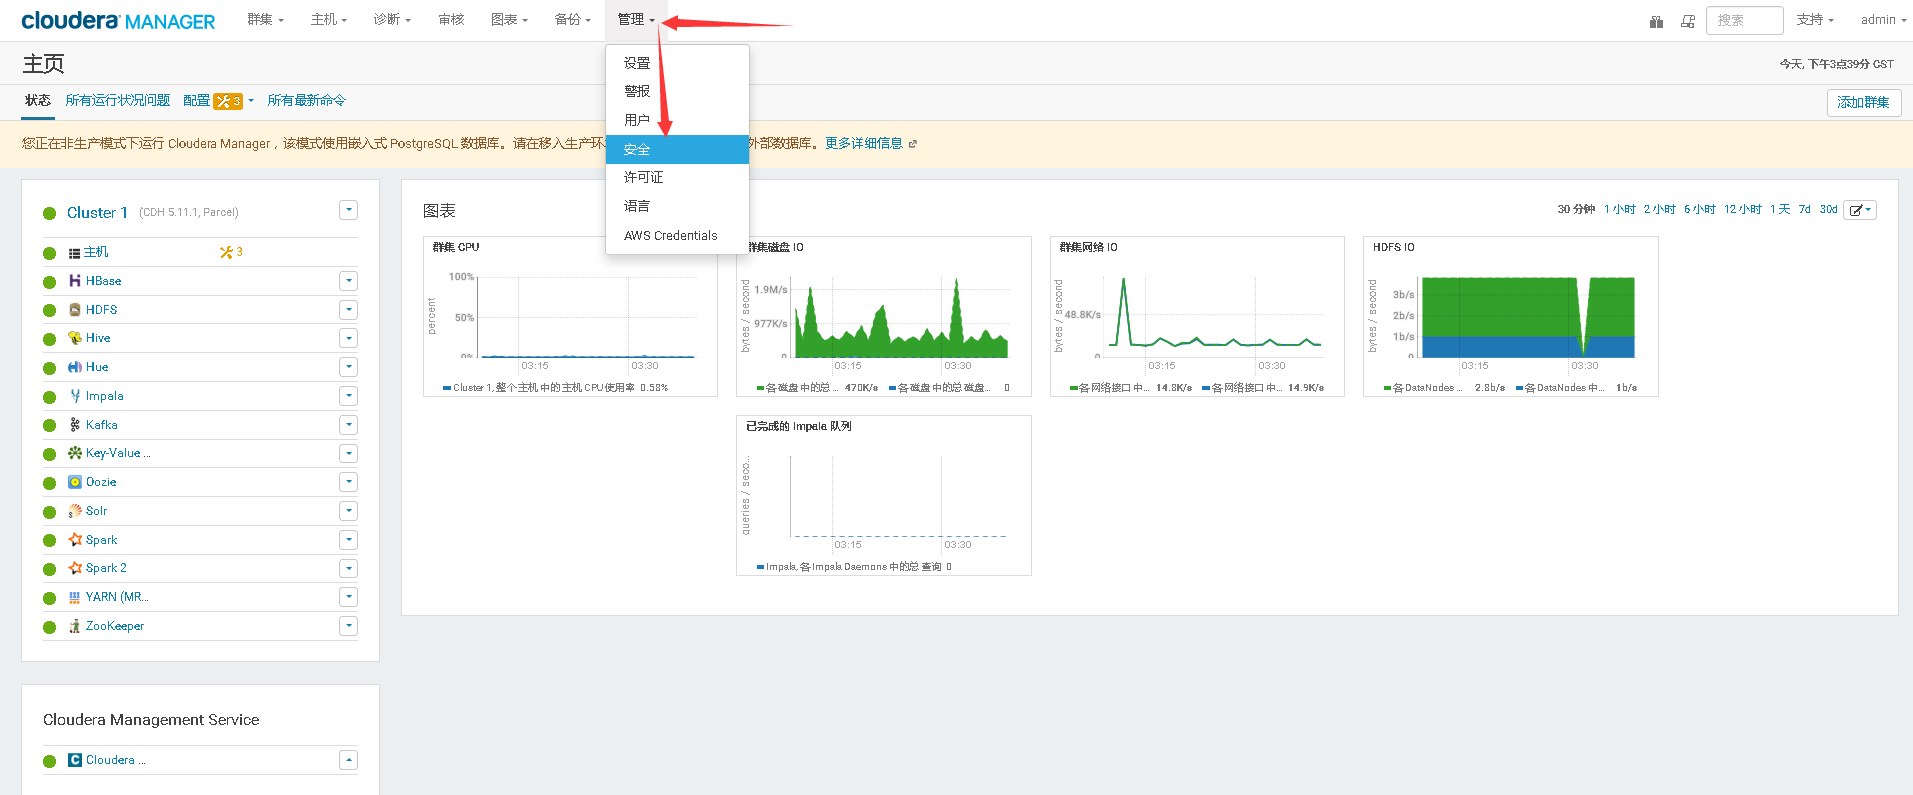 cloudera MANAGER 群集 主机 诊断 审核 图表 备份 管理 搜索 支持 admin
主页
今天, 下午3点39分 CST
状态 所有运行状况问题 配置 3 所有最新命令
添加群集
设置
警报
用户
安全
许可证
语言
AWS Credentials
您正在非生产模式下运行 Cloudera Manager，该模式使用嵌入式 PostgreSQL 数据库。请在移入生产环 外部数据库。更多详细信息
Cluster 1 (CDH 5.11.1, Parcel)
主机 3
HBase
HDFS
Hive
Hue
Impala
Kafka
Key-Value ...
Oozie
Solr
Spark
Spark 2
YARN (MR...
ZooKeeper
Cloudera Management Service
Cloudera ...
图表
30 分钟 1 小时 2 小时 6 小时 12 小时 1 天 7d 30d
群集 CPU
percent
100%
50%
0%
03:15 03:30
Cluster 1, 整个主机 中的主机 CPU 使用率 0.58%
群集磁盘 IO
bytes / second
1.9M/s
977K/s
0
03:15 03:30
各磁盘 中的总 ... 470K/s 各磁盘 中的总 磁盘... 0
群集网络 IO
bytes / second
48.8K/s
0
03:15 03:30
各网络接口 中... 14.8K/s 各网络接口 中... 14.9K/s
HDFS IO
bytes / second
3b/s
2b/s
1b/s
0
03:15 03:30
各 DataNodes ... 2.8b/s 各 DataNodes 中... 1b/s
已完成的 Impala 队列
queries / seco...
03:15 03:30
Impala, 各 Impala Daemons 中的总 查询 0